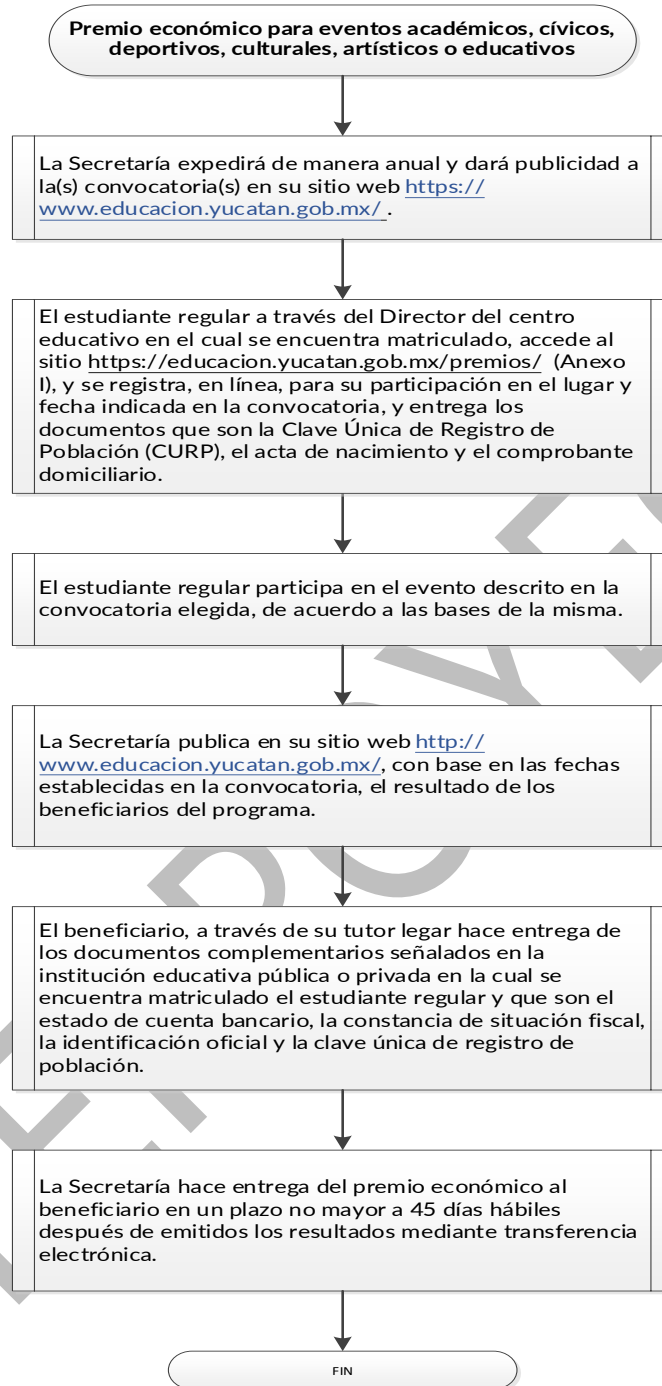 Premio económico para eventos académicos, cívicos,
deportivos, culturales, artísticos o educativos
La Secretaría expedirá de manera anual y dará publicidad a
la(s) convocatoria(s) en su sitio web https://
www.educacion.yucatan.gob.mx/ .
El estudiante regular a través del Director del centro
educativo en el cual se encuentra matriculado, accede al
sitio https://educacion.yucatan.gob.mx/premios/ (Anexo
I), y se registra, en línea, para su participación en el lugar y
fecha indicada en la convocatoria, y entrega los
documentos que son la Clave Única de Registro de
Población (CURP), el acta de nacimiento y el comprobante
domiciliario.
El estudiante regular participa en el evento descrito en la
convocatoria elegida, de acuerdo a las bases de la misma.
La Secretaría publica en su sitio web http://
www.educacion.yucatan.gob.mx/, con base en las fechas
establecidas en la convocatoria, el resultado de los
beneficiarios del programa.
El beneficiario, a través de su tutor legar hace entrega de
los documentos complementarios señalados en la
institución educativa pública o privada en la cual se
encuentra matriculado el estudiante regular y que son el
estado de cuenta bancario, la constancia de situación fiscal,
la identificación oficial y la clave única de registro de
población.
La Secretaría hace entrega del premio económico al
beneficiario en un plazo no mayor a 45 días hábiles
después de emitidos los resultados mediante transferencia
electrónica.
FIN